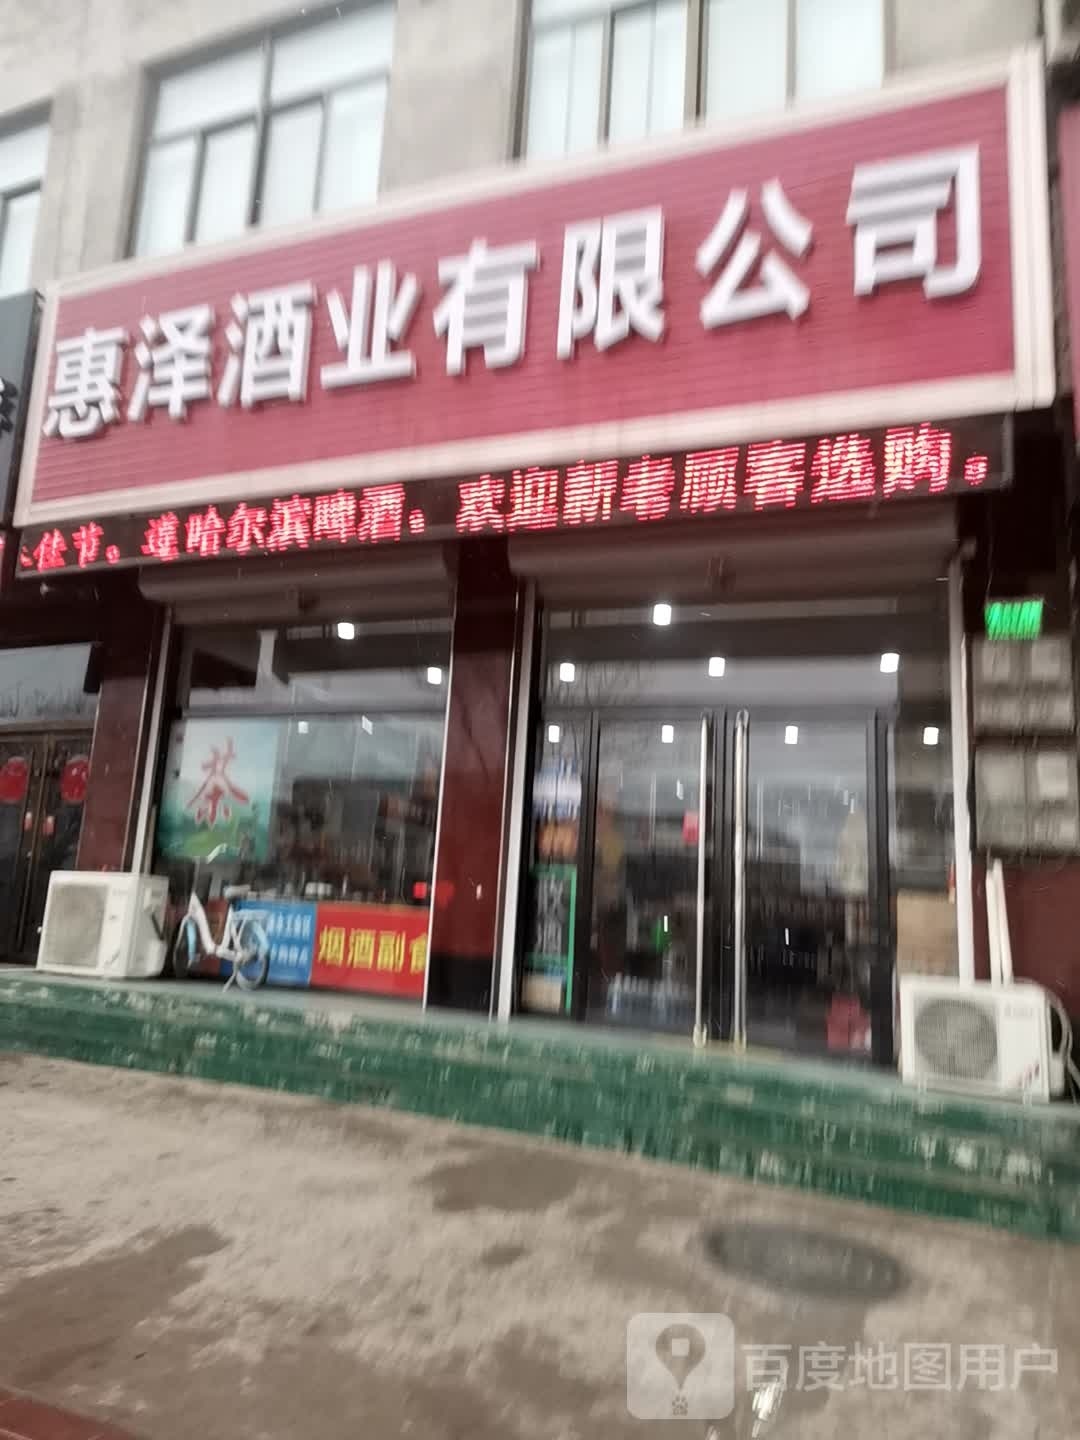 惠泽酒业有限公司
佳节。道哈尔滨啤酒。欢迎新老顾客选购。
茶
烟酒副食
百度地图用户